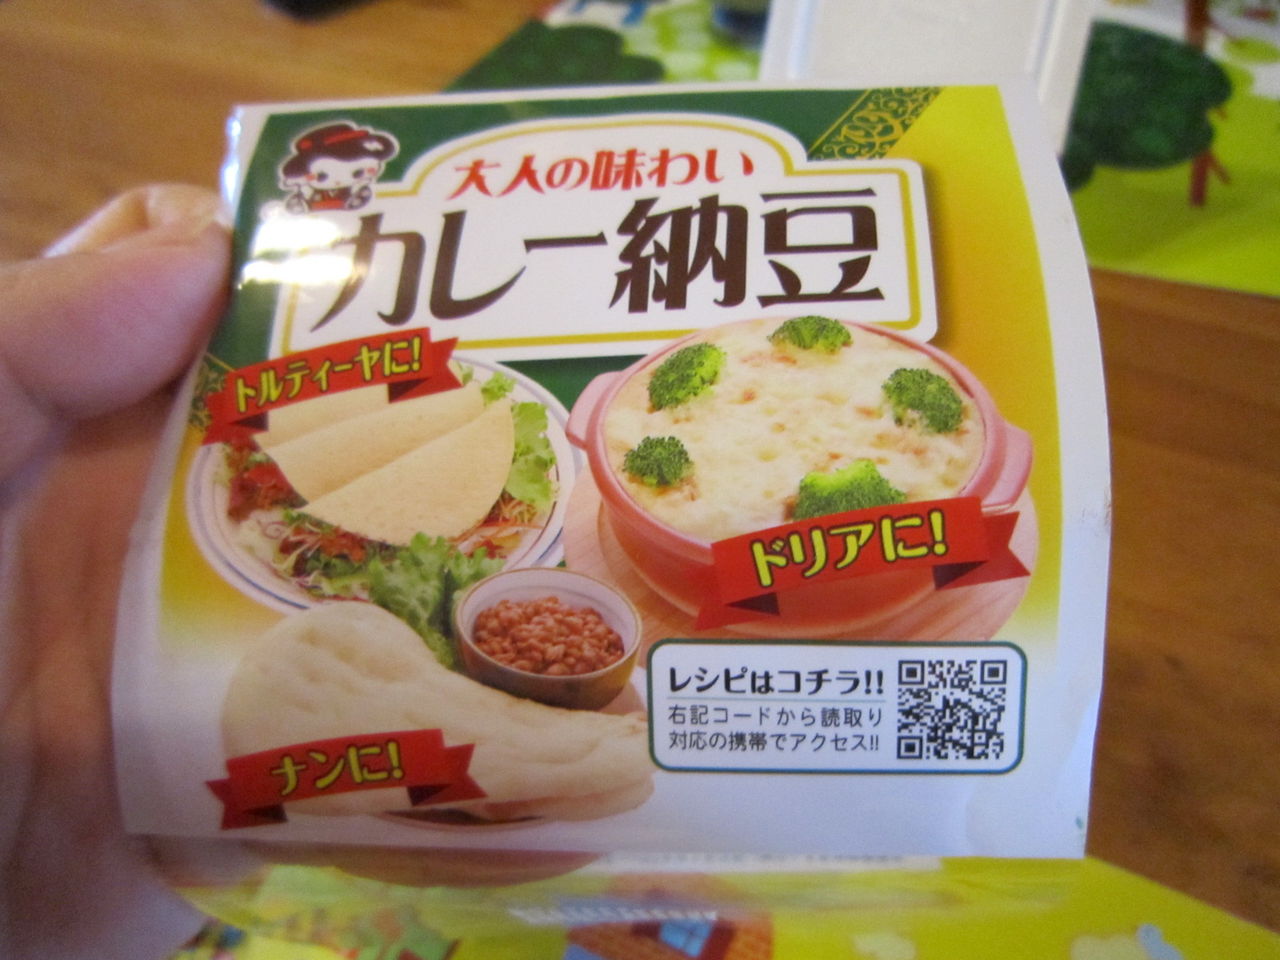 大人の味わい
カレー納豆
トルティーヤに!
ドリアに!
ナンに!
レシピはコチラ!!
右記コードから読取り
対応の携帯でアクセス!!